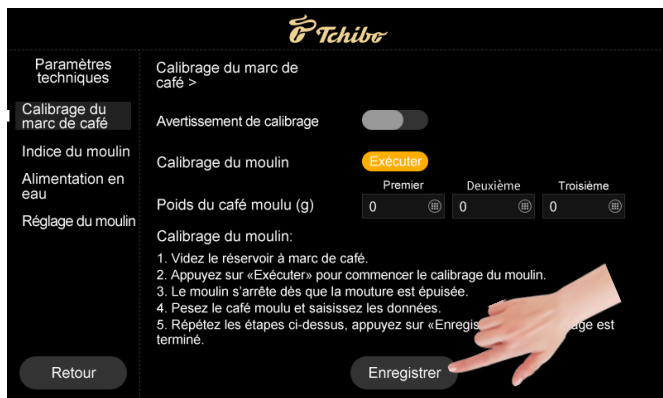 Tchibo
Paramètres
techniques
Calibrage du
marc de café
Indice du moulin
Alimentation en
eau
Réglage du moulin
Retour
Calibrage du marc de
café >
Avertissement de calibrage
Calibrage du moulin
Exécuter
Premier
Deuxième
Troisième
Poids du café moulu (g)
0
0
0
Calibrage du moulin:
1. Videz le réservoir à marc de café.
2. Appuyez sur «Exécuter» pour commencer le calibrage du moulin.
3. Le moulin s'arrête dès que la mouture est épuisée.
4. Pesez le café moulu et saisissez les données.
5. Répétez les étapes ci-dessus, appuyez sur «Enregis age est
terminé.
Enregistrer